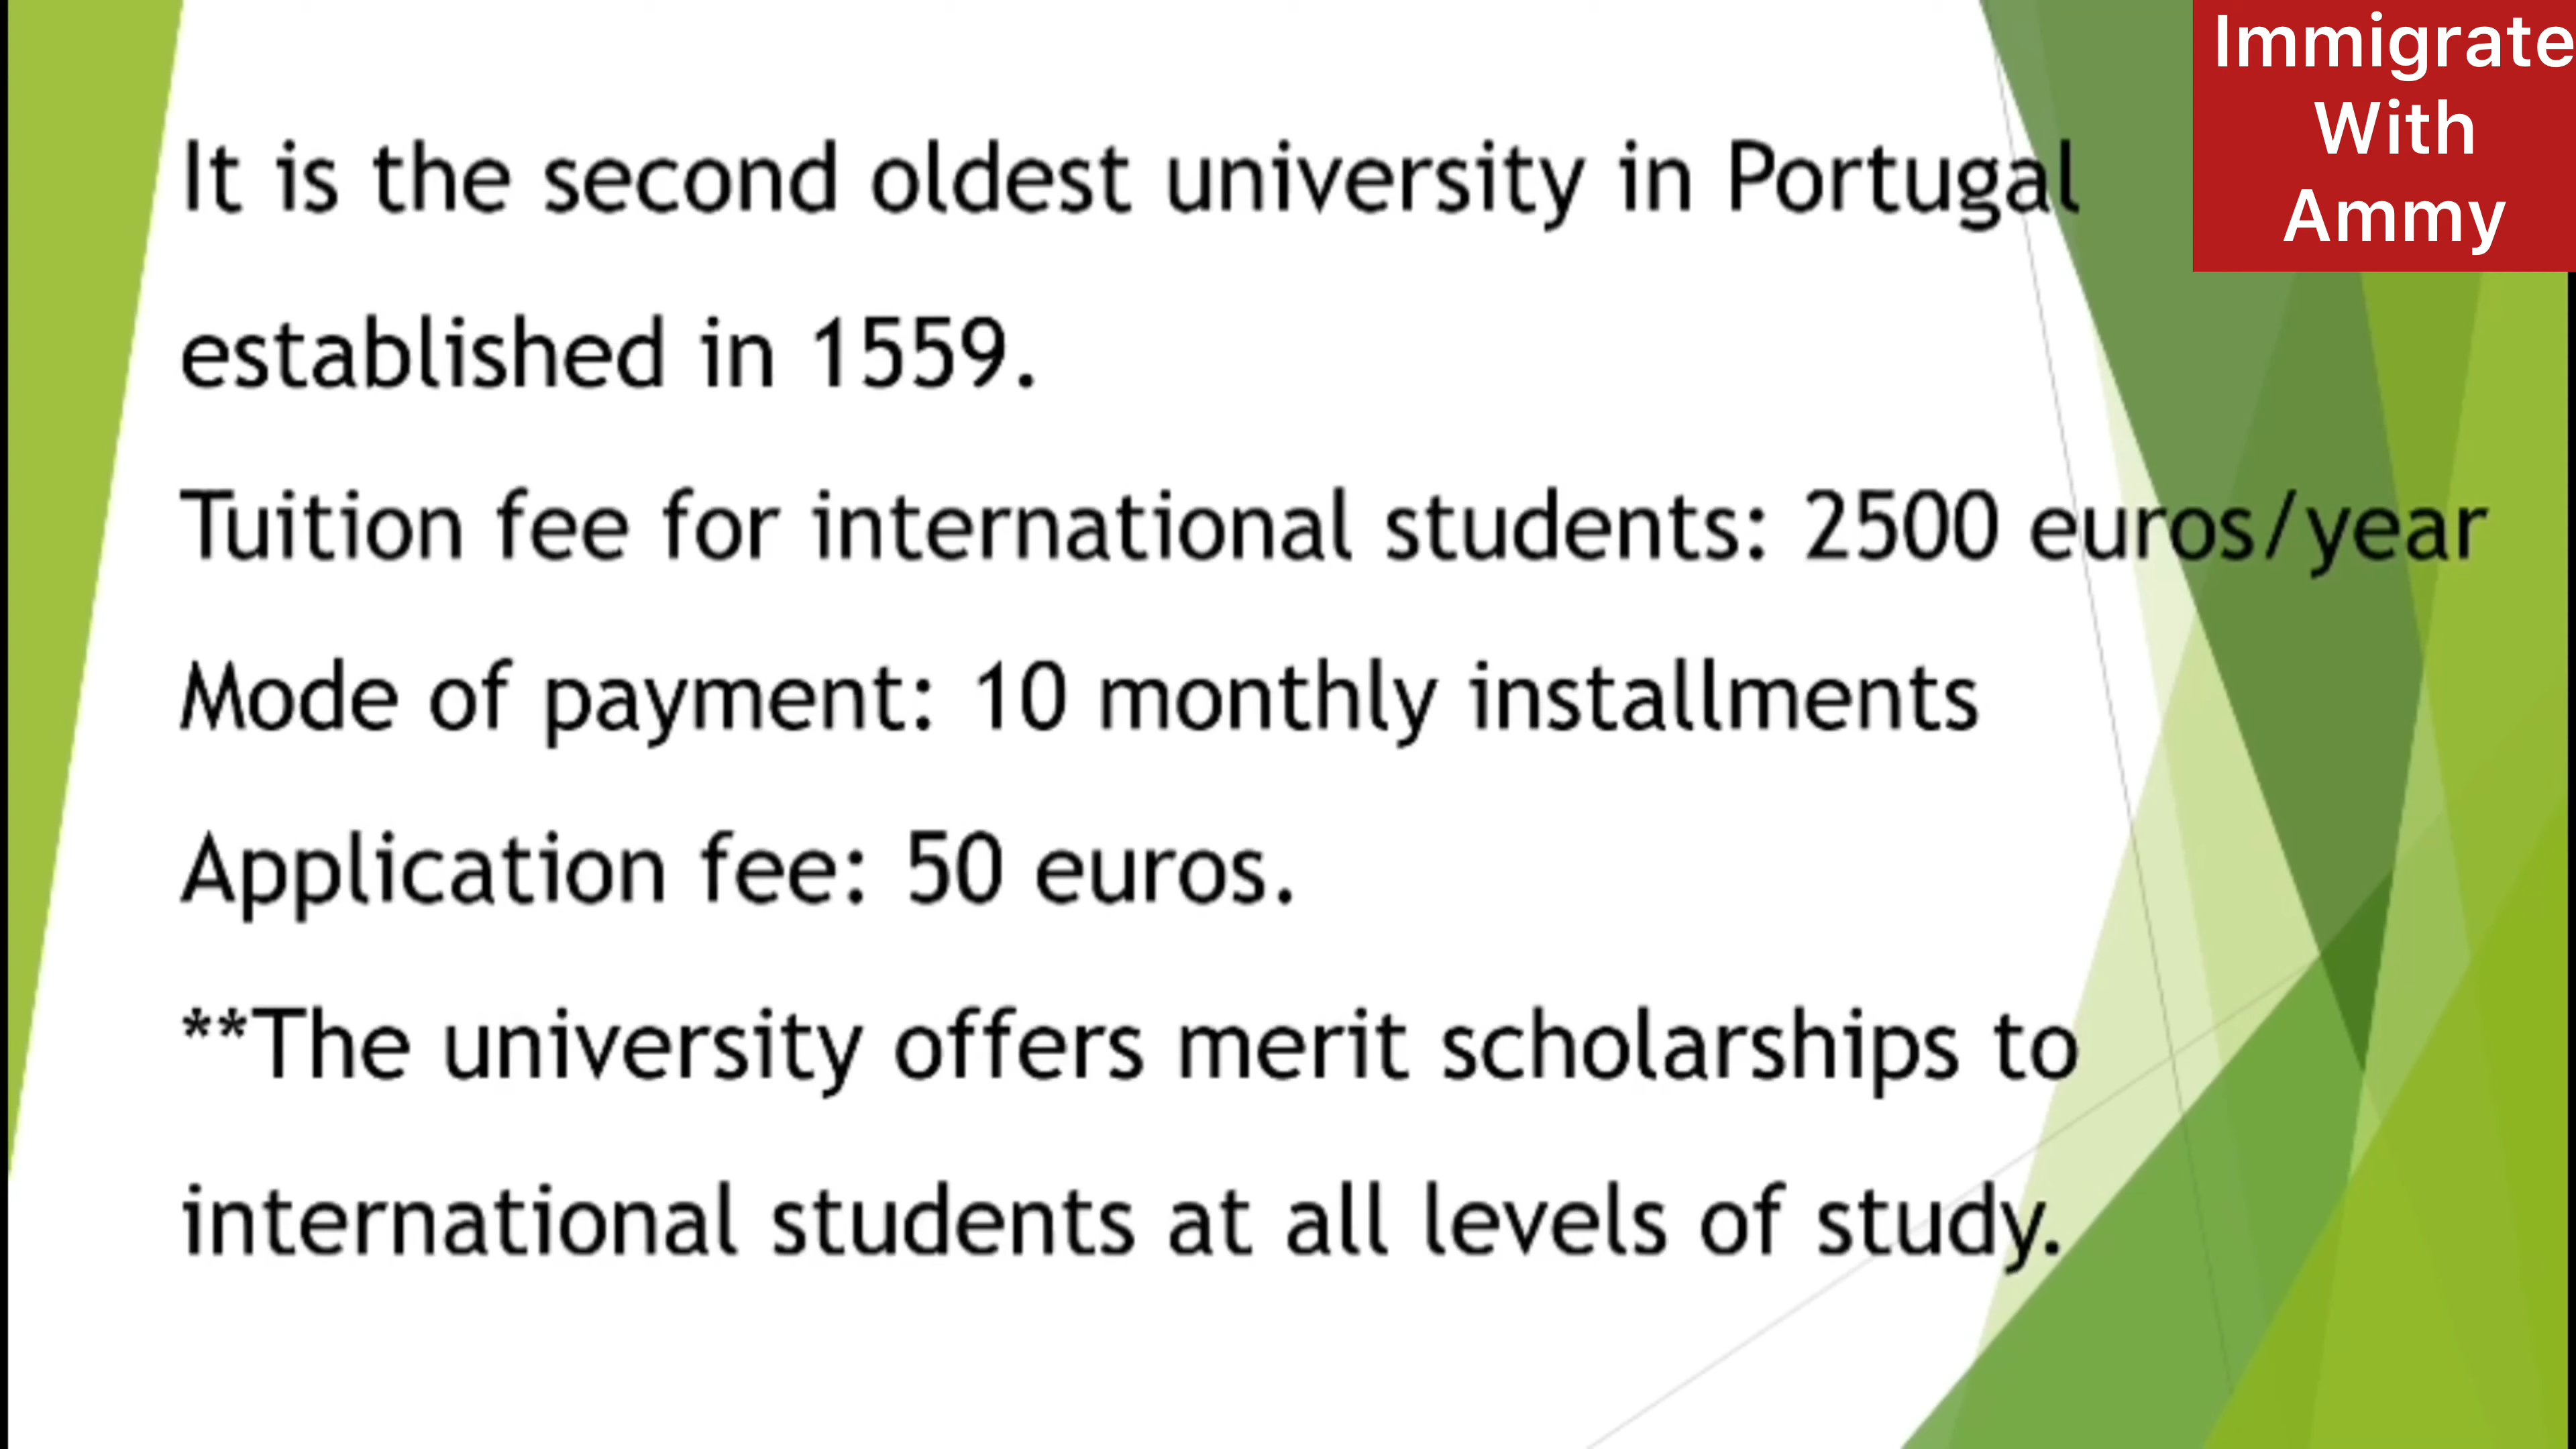 Immigrate
With
Ammy
It is the second oldest university in Portugal
established in 1559.
Tuition fee for international students: 2500 euros/year
Mode of payment: 10 monthly installments
Application fee: 50 euros.
**The university offers merit scholarships to
international students at all levels of study.